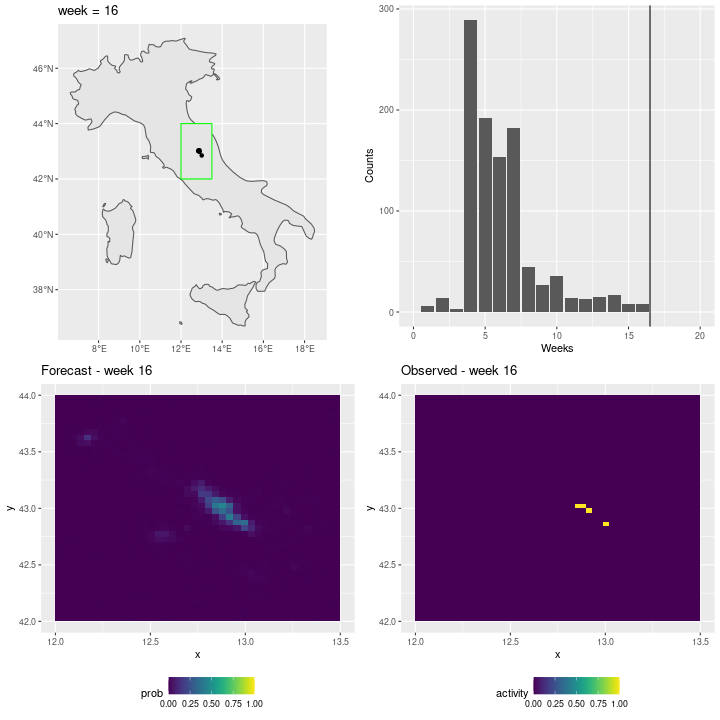 week = 16
46°N
44°N
42°N
40°N
38°N
8°E 10°E 12°E 14°E 16°E 18°E
300
200
100
0
Counts
0 5 10 15 20
Weeks
Forecast - week 16
44.0
43.5
43.0
42.5
42.0
y
12.0 12.5 13.0 13.5
x
prob
0.00 0.25 0.50 0.75 1.00
Observed - week 16
44.0
43.5
43.0
42.5
42.0
y
12.0 12.5 13.0 13.5
x
activity
0.00 0.25 0.50 0.75 1.00